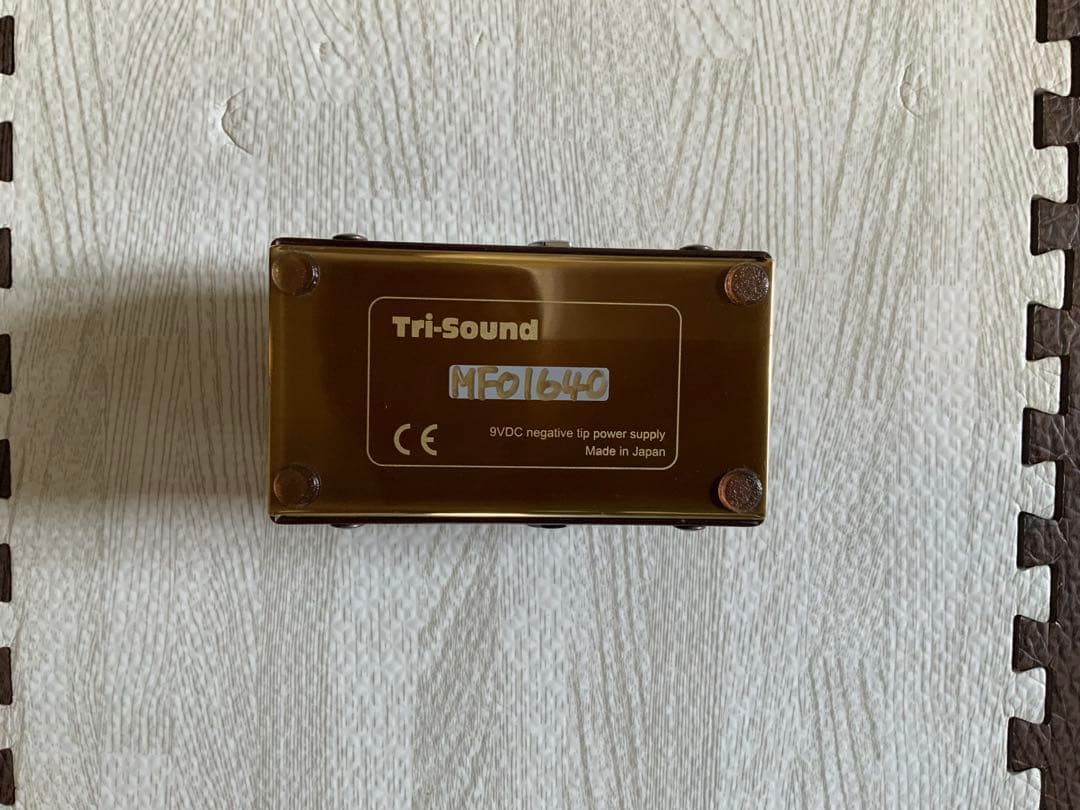 Tri-Sound
MF01640
CE
9VDC negative tip power supply
Made in Japan